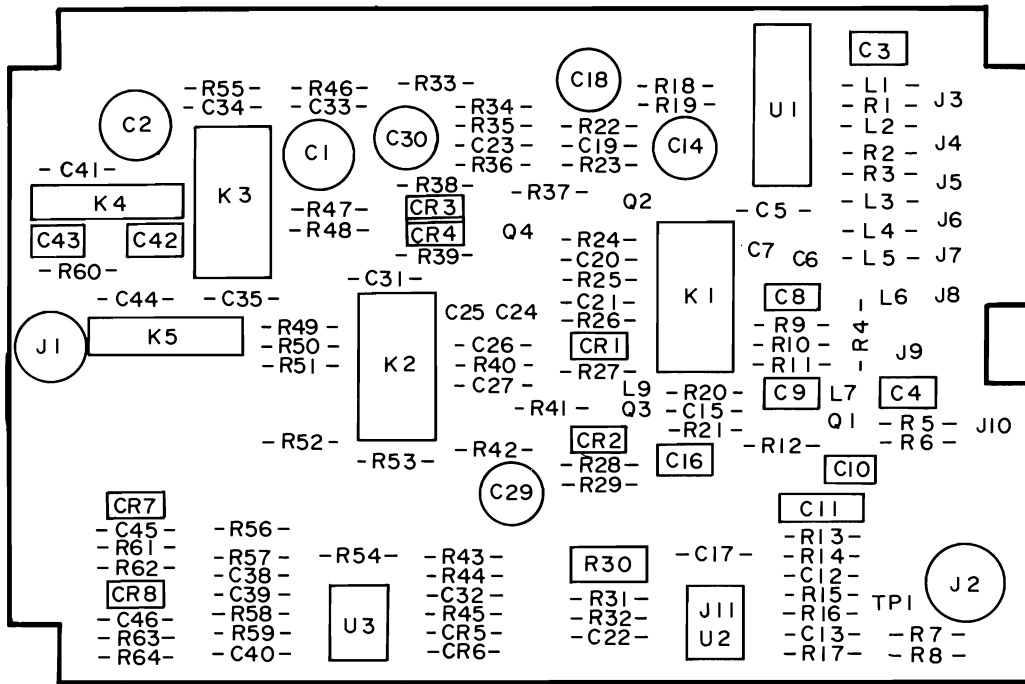 C3
-R55-
-R46-
-R33-
C18
-R18-
-L1-
C34-
-C33-
-R34-
-R19-
U1
-R1-
J3
C2
-R35-
-R22-
-L2-
C30
-C23-
-C19-
C14
-R2-
J4
C1
-R36-
-R23-
-R3-
-C41-
-R38-
-R37-
J5
K4
K3
-R47-
CR3
Q2
-C5-
-L3-
-R48-
CR4
Q4
-L4-
J6
C43
C42
-R39-
-R24-
C7
C6
-L5-
J7
-R60-
-C31-
-C20-
-R25-
-C44-
-C35-
-C21-
K1
C8
L6
J8
C25
C24
-R26-
-R9-
-R4-
J1
K5
-R49-
-C26-
CR1
-R10-
J9
-R50-
K2
-R40-
-R27-
-R11-
-R51-
-C27-
L9
-R20-
C9
L7
C4
-R41-
Q3
-C15-
Q1
-R5-
J10
-R21-
-R52-
CR2
-R12-
-R6-
-R53-
-R42-
-R28-
C16
C10
C29
-R29-
CR7
C11
-C45-
-R56-
-R13-
-R61-
-R57-
-R54-
-R43-
R30
-C17-
-R14-
-R62-
-C38-
-R44-
-C12-
J2
CR8
-C39-
-C32-
-R31-
J11
-R15-
TP1
-C46-
-R58-
U3
-R45-
-R32-
U2
-R16-
-R63-
-R59-
-CR5-
-C22-
-C13-
-R7-
-R64-
-C40-
-CR6-
-R17-
-R8-